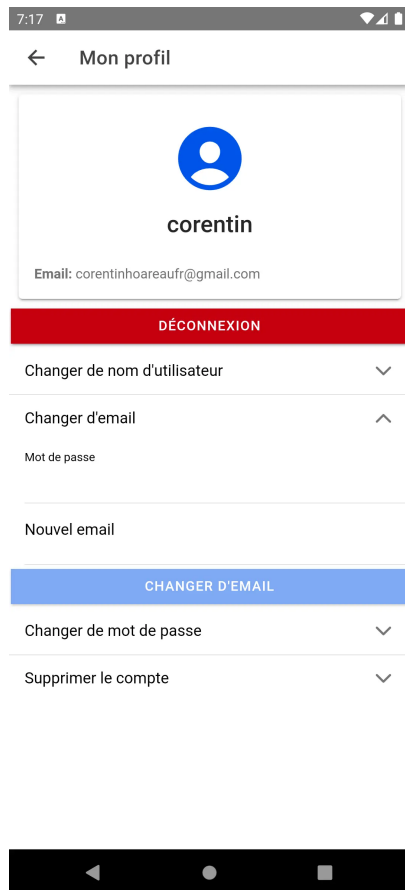 7:17
Mon profil
corentin
Email: corentinhoareaufr@gmail.com
DÉCONNEXION
Changer de nom d'utilisateur
Changer d'email
Mot de passe
Nouvel email
CHANGER D'EMAIL
Changer de mot de passe
Supprimer le compte